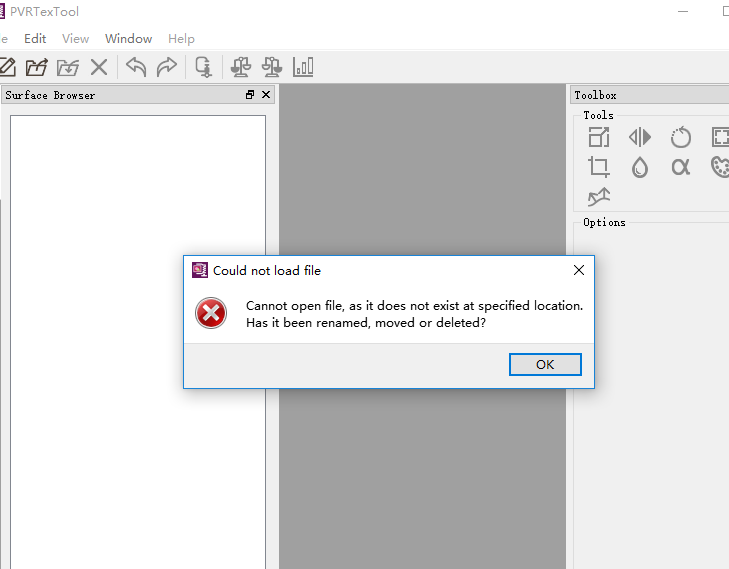 PVRTexTool
Edit View Window Help
Surface Browser
Toolbox
Tools
α
Options
Could not load file
Cannot open file, as it does not exist at specified location.
Has it been renamed, moved or deleted?
OK